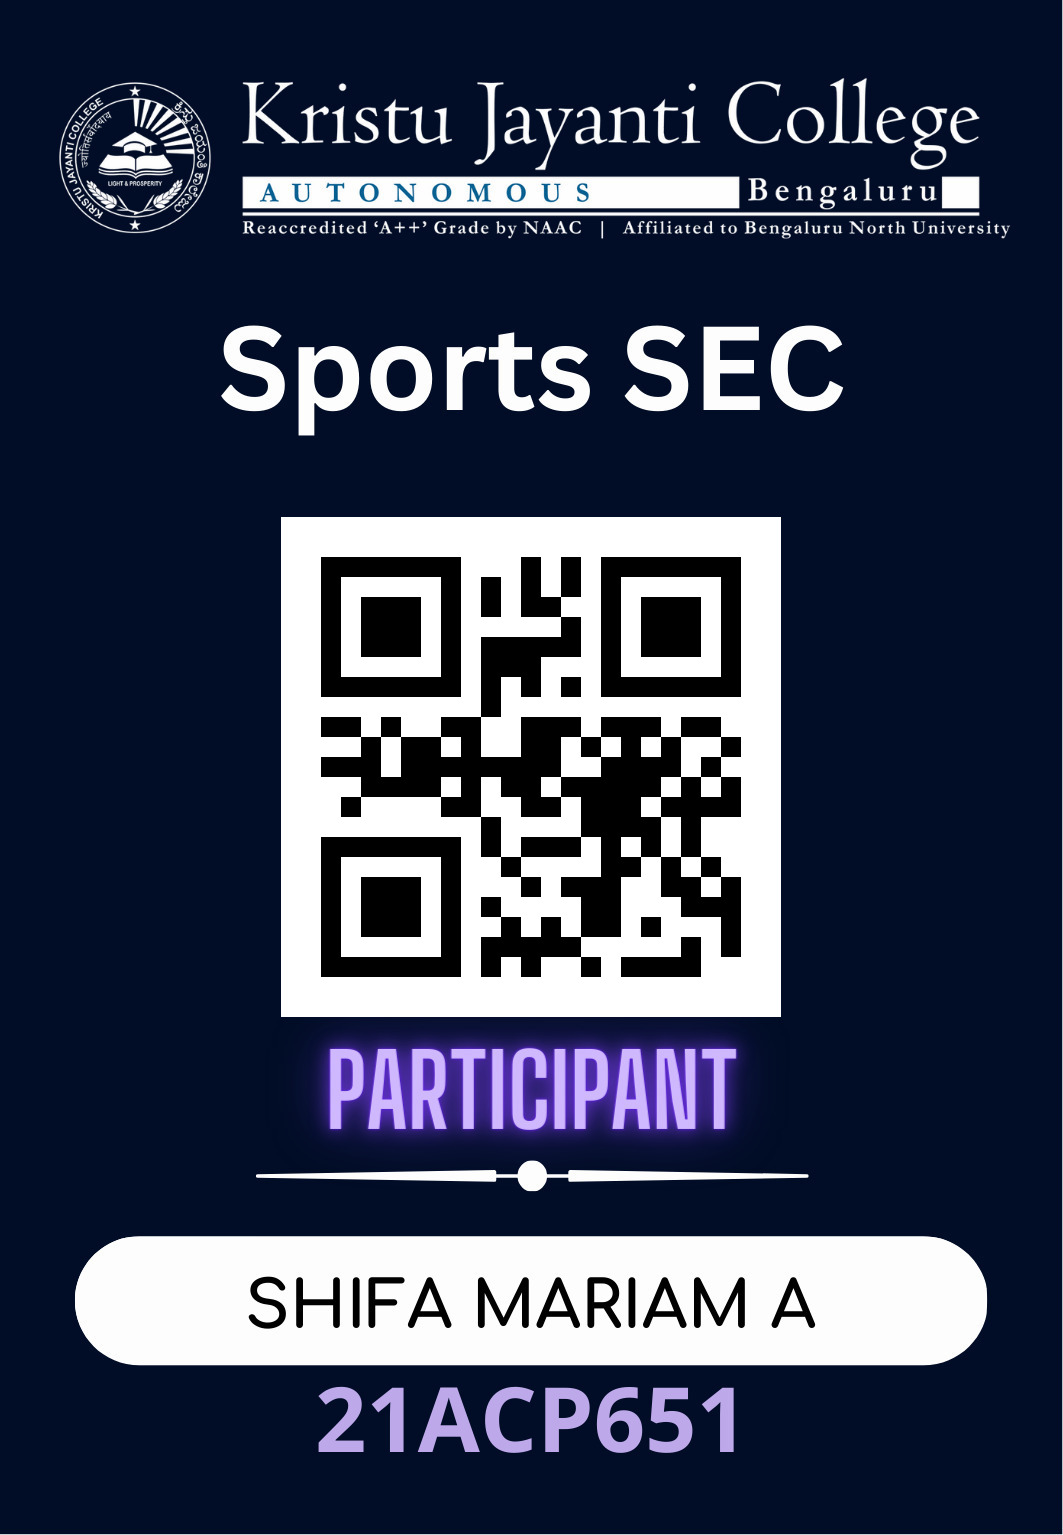 KRISTU JAYANTI COLLEGE
ಕ್ರಿಸ್ತು ಜಯಂತಿ ಕಾಲೇಜು
LIGHT & PROSPERITY
Kristu Jayanti College
AUTONOMOUS Bengaluru
Reaccredited ‘A++’ Grade by NAAC | Affiliated to Bengaluru North University
Sports SEC
PARTICIPANT
SHIFA MARIAM A
21ACP651